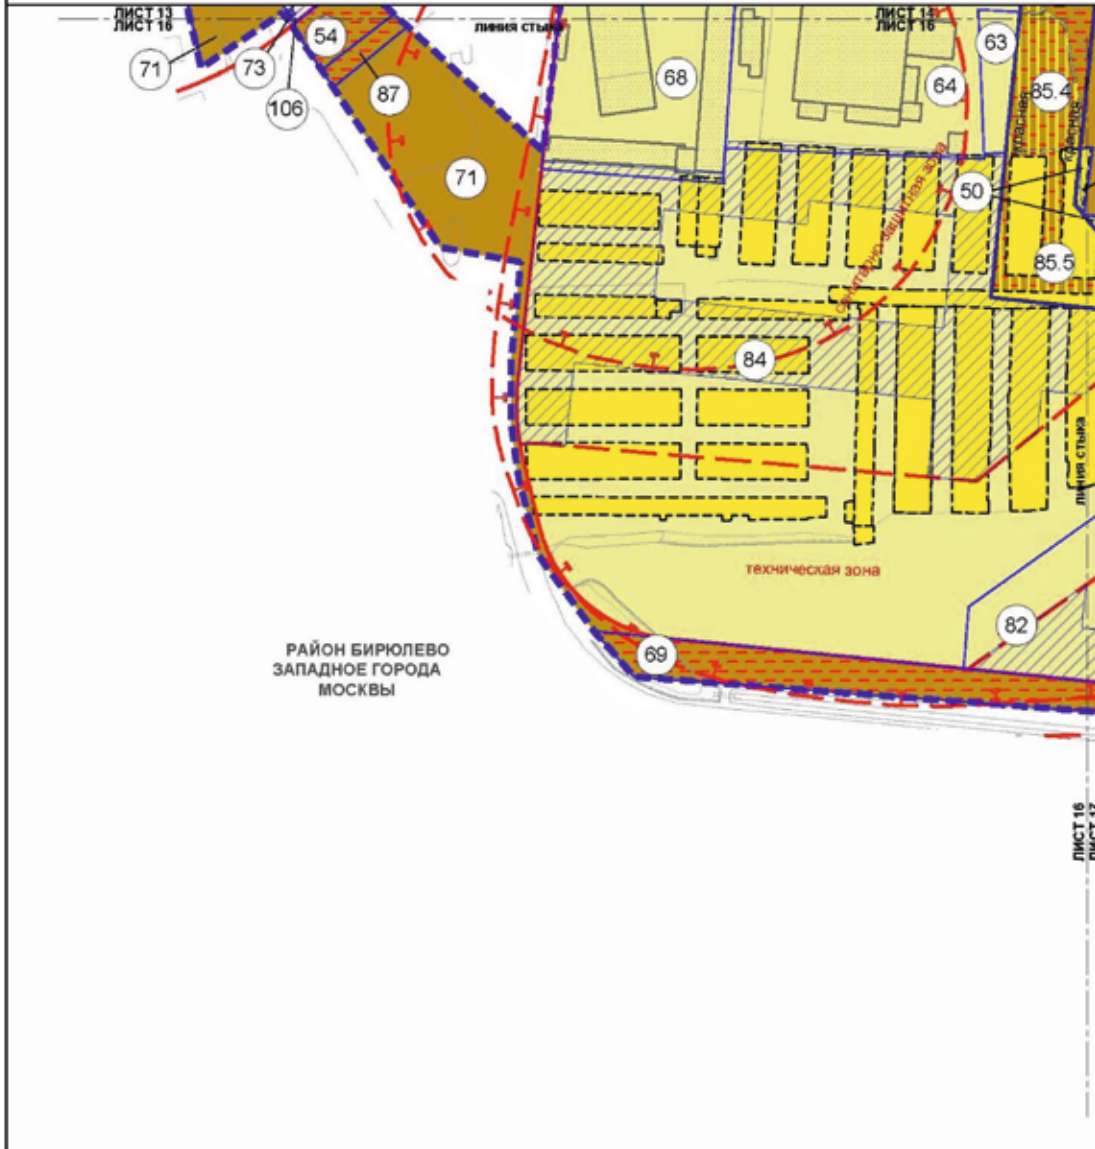 ЛИСТ 13
ЛИСТ 16
линия стыка
ЛИСТ 14
ЛИСТ 16
54
63
71
73
87
68
64
85.4
106
красная
красная
71
50
санитарно-защитная зона
85.5
84
линия стыка
техническая зона
82
РАЙОН БИРЮЛЕВО
ЗАПАДНОЕ ГОРОДА
МОСКВЫ
69
ЛИСТ 16
ЛИСТ 17